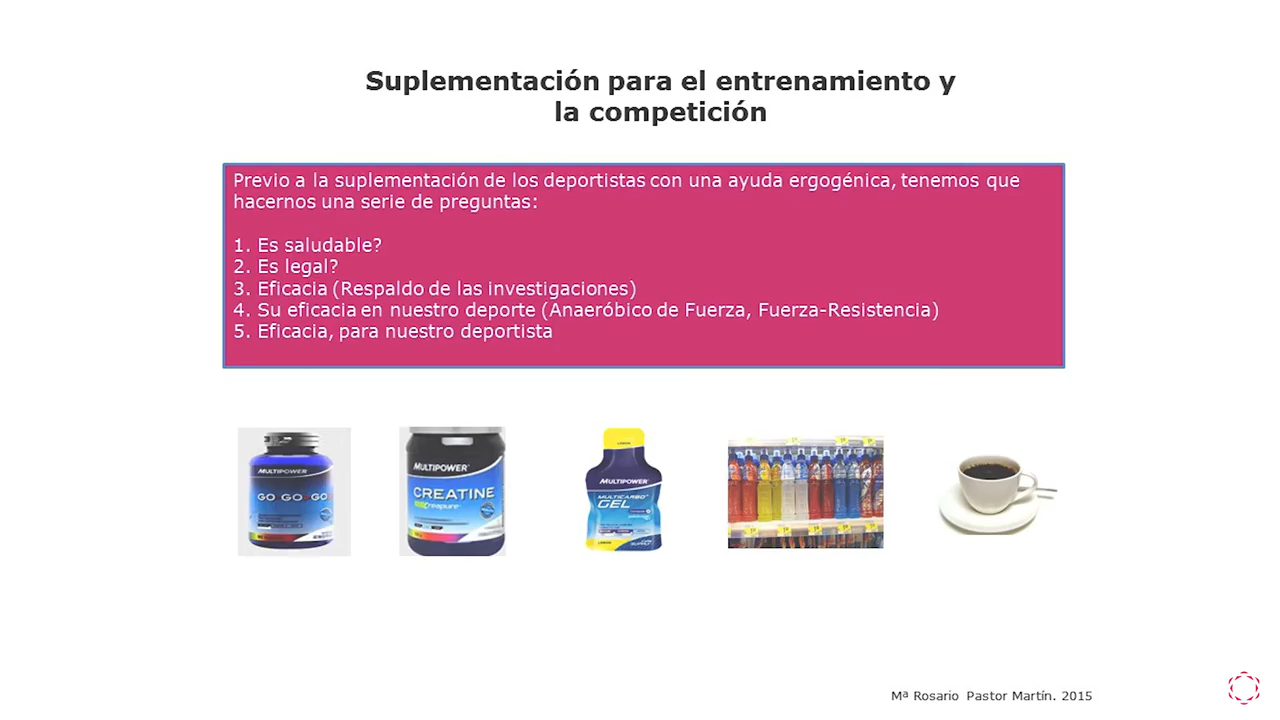 Suplementación para el entrenamiento y
la competición
Previo a la suplementación de los deportistas con una ayuda ergogénica, tenemos que
hacernos una serie de preguntas:
1. Es saludable?
2. Es legal?
3. Eficacia (Respaldo de las investigaciones)
4. Su eficacia en nuestro deporte (Anaeróbico de Fuerza, Fuerza-Resistencia)
5. Eficacia, para nuestro deportista
MULTIPOWER
GO GO GO
MULTIPOWER
CREATINE
Creapure
LEMON
MULTIPOWER
MULTICARBO
GEL
Mª Rosario Pastor Martín. 2015